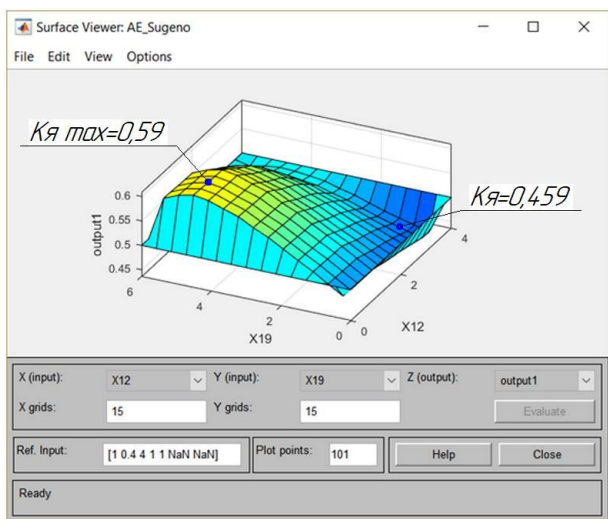 Surface Viewer: AE_Sugeno
File Edit View Options
Kя max=0,59
Kя=0,459
0.6
0.55
0.5
0.45
output1
6
4
2
0
X19
0
2
4
X12
X (input): X12 Y (input): X19 Z (output): output1
X grids: 15 Y grids: 15 Evaluate
Ref. Input: [1 0.4 4 1 1 NaN NaN] Plot points: 101 Help Close
Ready